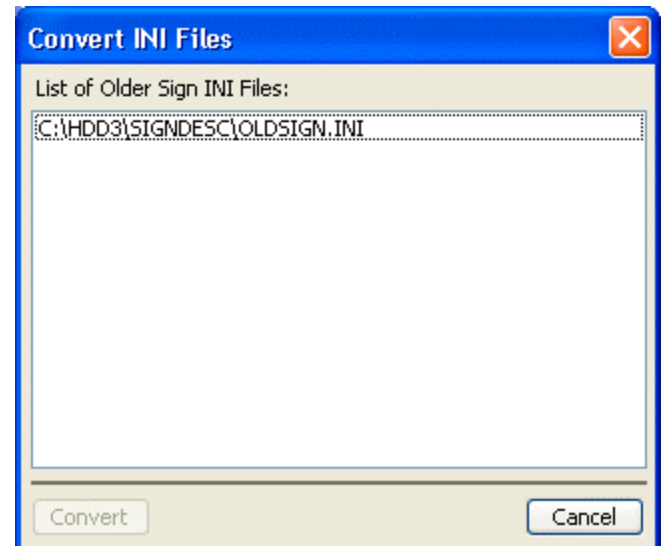 Convert INI Files
List of Older Sign INI Files:
C:\HDD3\SIGNDESC\OLDSIGN.INI
Convert
Cancel